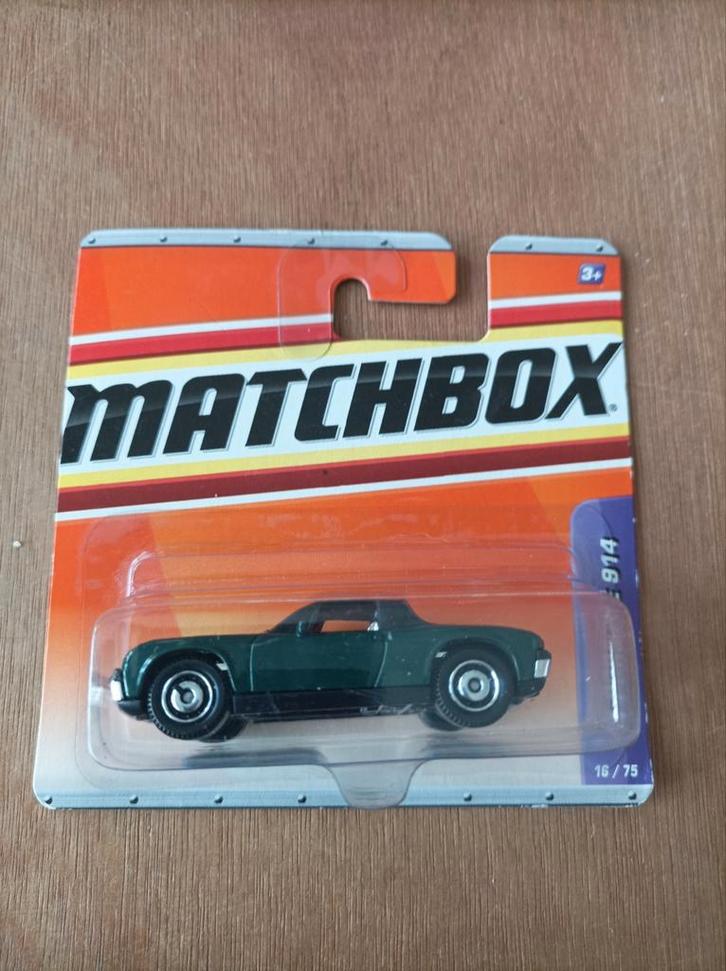 3+
MATCHBOX®
914
16 / 75